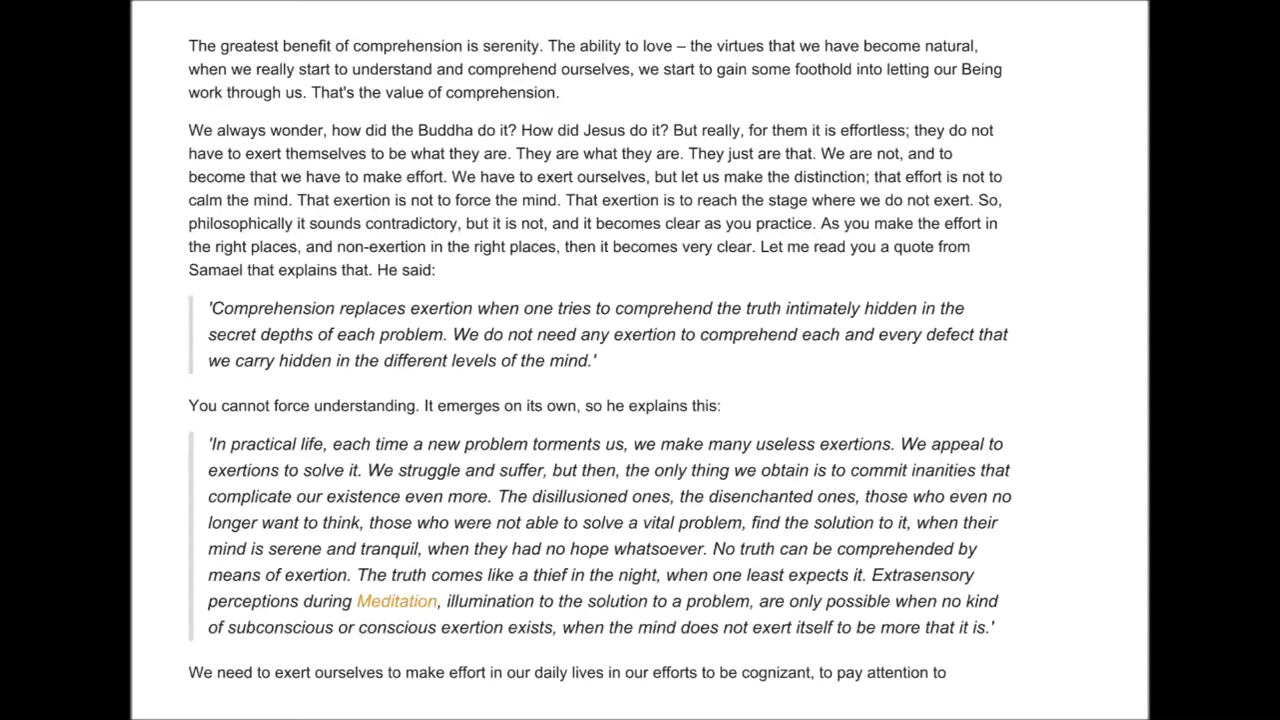 The greatest benefit of comprehension is serenity. The ability to love – the virtues that we have become natural,
when we really start to understand and comprehend ourselves, we start to gain some foothold into letting our Being
work through us. That's the value of comprehension.
We always wonder, how did the Buddha do it? How did Jesus do it? But really, for them it is effortless; they do not
have to exert themselves to be what they are. They are what they are. They just are that. We are not, and to
become that we have to make effort. We have to exert ourselves, but let us make the distinction; that effort is not to
calm the mind. That exertion is not to force the mind. That exertion is to reach the stage where we do not exert. So,
philosophically it sounds contradictory, but it is not, and it becomes clear as you practice. As you make the effort in
the right places, and non-exertion in the right places, then it becomes very clear. Let me read you a quote from
Samael that explains that. He said:
'Comprehension replaces exertion when one tries to comprehend the truth intimately hidden in the
secret depths of each problem. We do not need any exertion to comprehend each and every defect that
we carry hidden in the different levels of the mind.'
You cannot force understanding. It emerges on its own, so he explains this:
'In practical life, each time a new problem torments us, we make many useless exertions. We appeal to
exertions to solve it. We struggle and suffer, but then, the only thing we obtain is to commit inanities that
complicate our existence even more. The disillusioned ones, the disenchanted ones, those who even no
longer want to think, those who were not able to solve a vital problem, find the solution to it, when their
mind is serene and tranquil, when they had no hope whatsoever. No truth can be comprehended by
means of exertion. The truth comes like a thief in the night, when one least expects it. Extrasensory
perceptions during Meditation, illumination to the solution to a problem, are only possible when no kind
of subconscious or conscious exertion exists, when the mind does not exert itself to be more that it is.'
We need to exert ourselves to make effort in our daily lives in our efforts to be cognizant, to pay attention to